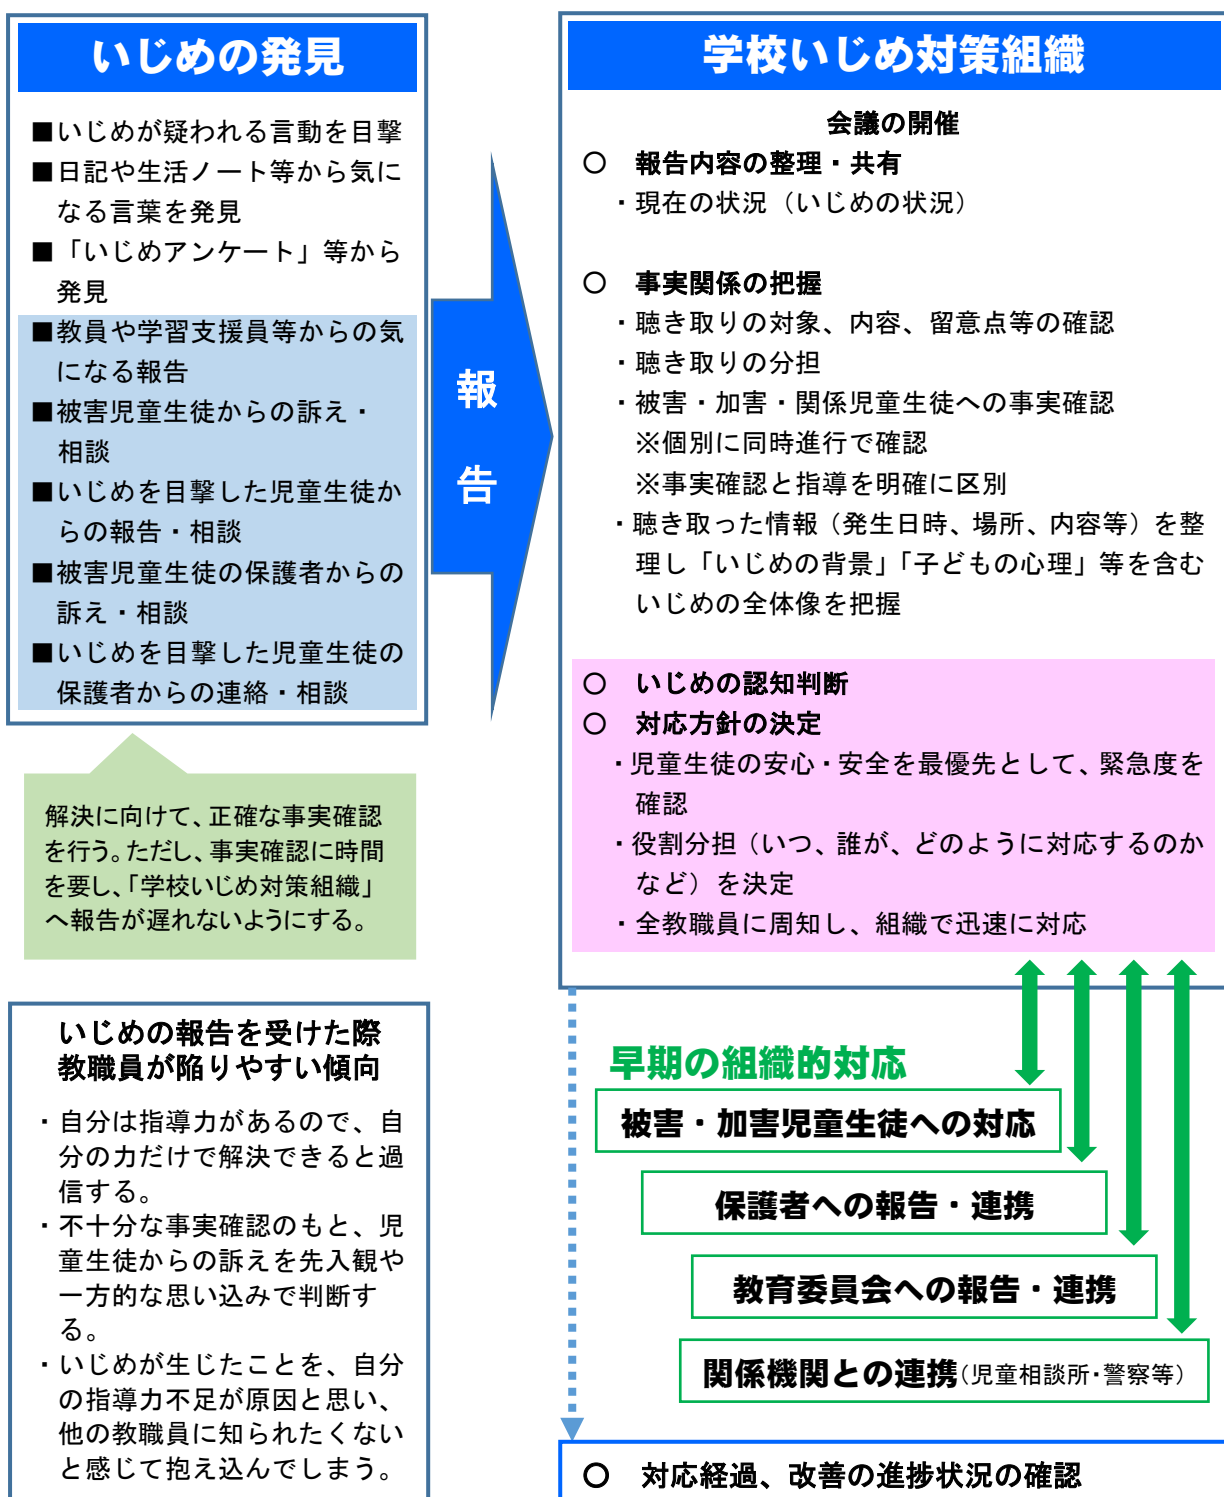 いじめの発見
■いじめが疑われる言動を目撃
■日記や生活ノート等から気に
なる言葉を発見
■「いじめアンケート」等から
発見
■教員や学習支援員等からの気
になる報告
■被害児童生徒からの訴え・
相談
■いじめを目撃した児童生徒か
らの報告・相談
■被害児童生徒の保護者からの
訴え・相談
■いじめを目撃した児童生徒の
保護者からの連絡・相談
解決に向けて、正確な事実確認
を行う。ただし、事実確認に時間
を要し、「学校いじめ対策組織」
へ報告が遅れないようにする。
報
告
学校いじめ対策組織
会議の開催
○ 報告内容の整理・共有
・現在の状況（いじめの状況）
○ 事実関係の把握
・聴き取りの対象、内容、留意点等の確認
・聴き取りの分担
・被害・加害・関係児童生徒への事実確認
※個別に同時進行で確認
※事実確認と指導を明確に区別
・聴き取った情報（発生日時、場所、内容等）を整
理し「いじめの背景」「子どもの心理」等を含む
いじめの全体像を把握
○ いじめの認知判断
○ 対応方針の決定
・児童生徒の安心・安全を最優先として、緊急度を
確認
・役割分担（いつ、誰が、どのように対応するのか
など）を決定
・全教職員に周知し、組織で迅速に対応
いじめの報告を受けた際
教職員が陥りやすい傾向
・自分は指導力があるので、自
分の力だけで解決できると過
信する。
・不十分な事実確認のもと、児
童生徒からの訴えを先入観や
一方的な思い込みで判断す
る。
・いじめが生じたことを、自分
の指導力不足が原因と思い、
他の教職員に知られたくない
と感じて抱え込んでしまう。
早期の組織的対応
被害・加害児童生徒への対応
保護者への報告・連携
教育委員会への報告・連携
関係機関との連携（児童相談所・警察等）
○ 対応経過、改善の進捗状況の確認